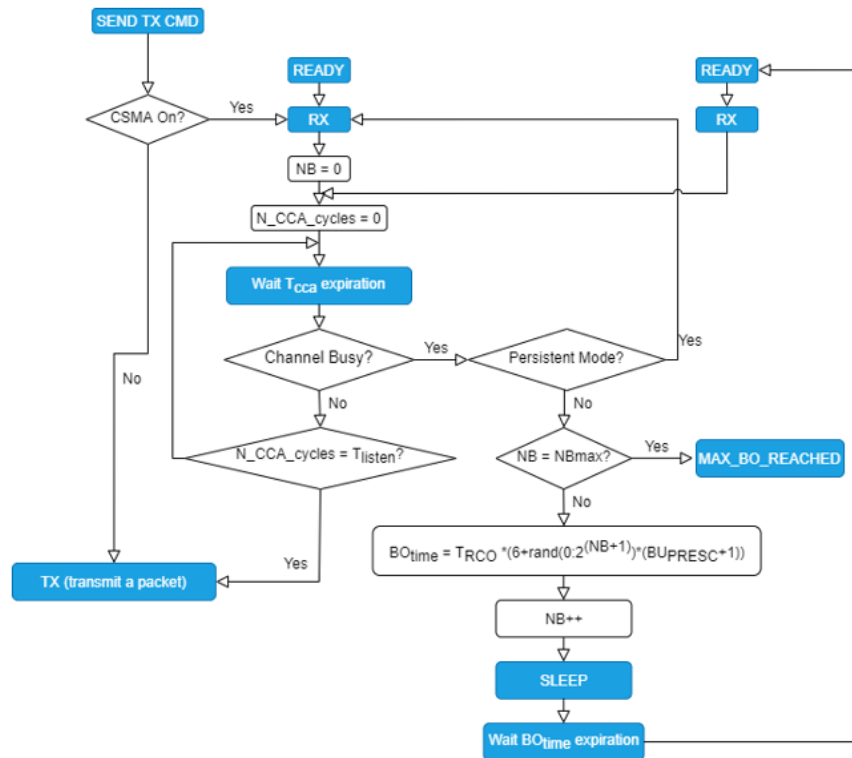 SEND TX CMD
READY
READY
CSMA On?
Yes
RX
RX
NB = 0
N_CCA_cycles = 0
Wait Tcca expiration
Channel Busy?
Yes
Persistent Mode?
Yes
No
No
No
N_CCA_cycles = Tlisten?
NB = NBmax?
Yes
MAX_BO_REACHED
No
Yes
BOtime = TRCO *(6+rand(0:2^(NB+1))*(BUPRESC+1))
TX (transmit a packet)
NB++
SLEEP
Wait BOtime expiration